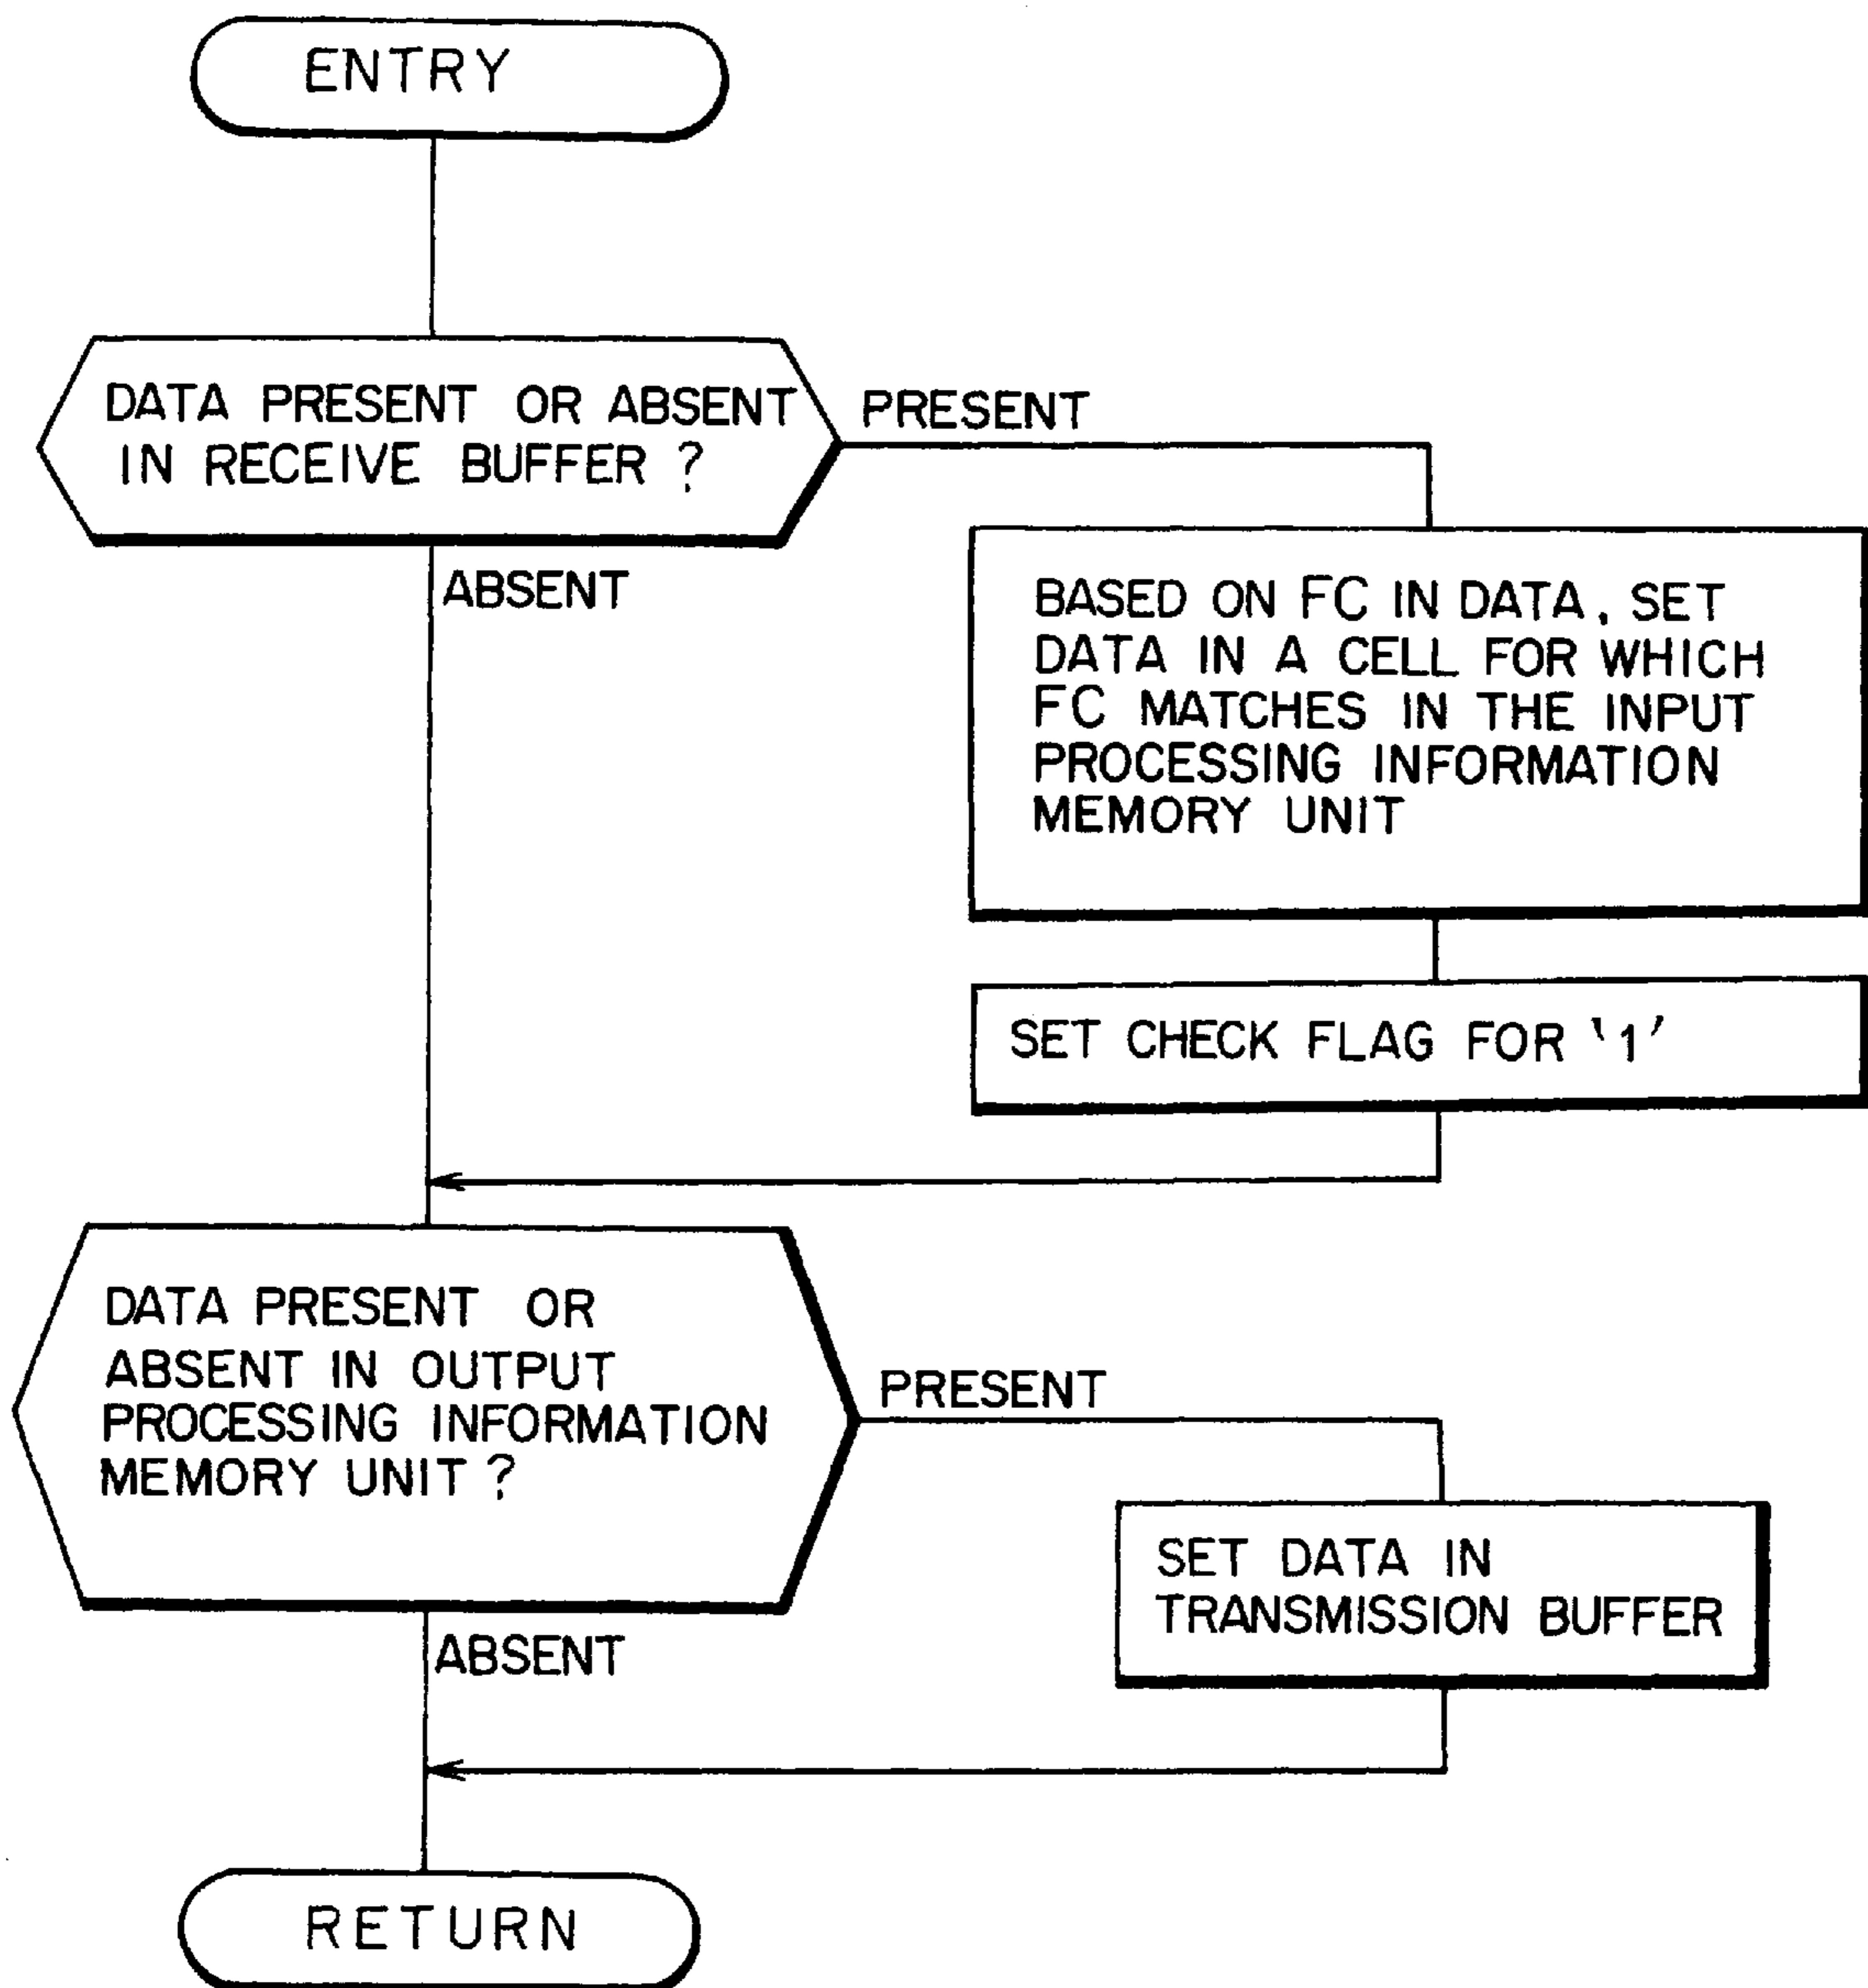 ENTRY
DATA PRESENT OR ABSENT
IN RECEIVE BUFFER ?
PRESENT
ABSENT
BASED ON FC IN DATA, SET
DATA IN A CELL FOR WHICH
FC MATCHES IN THE INPUT
PROCESSING INFORMATION
MEMORY UNIT
SET CHECK FLAG FOR '1'
DATA PRESENT OR
ABSENT IN OUTPUT
PROCESSING INFORMATION
MEMORY UNIT ?
PRESENT
ABSENT
SET DATA IN
TRANSMISSION BUFFER
RETURN